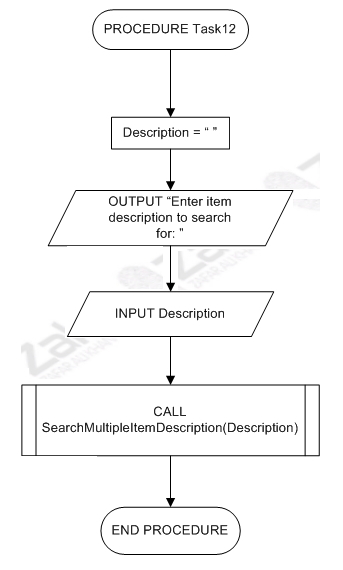 PROCEDURE Task12
Description = “ ”
OUTPUT “Enter item
description to search
for: ”
INPUT Description
CALL
SearchMultipleItemDescription(Description)
END PROCEDURE